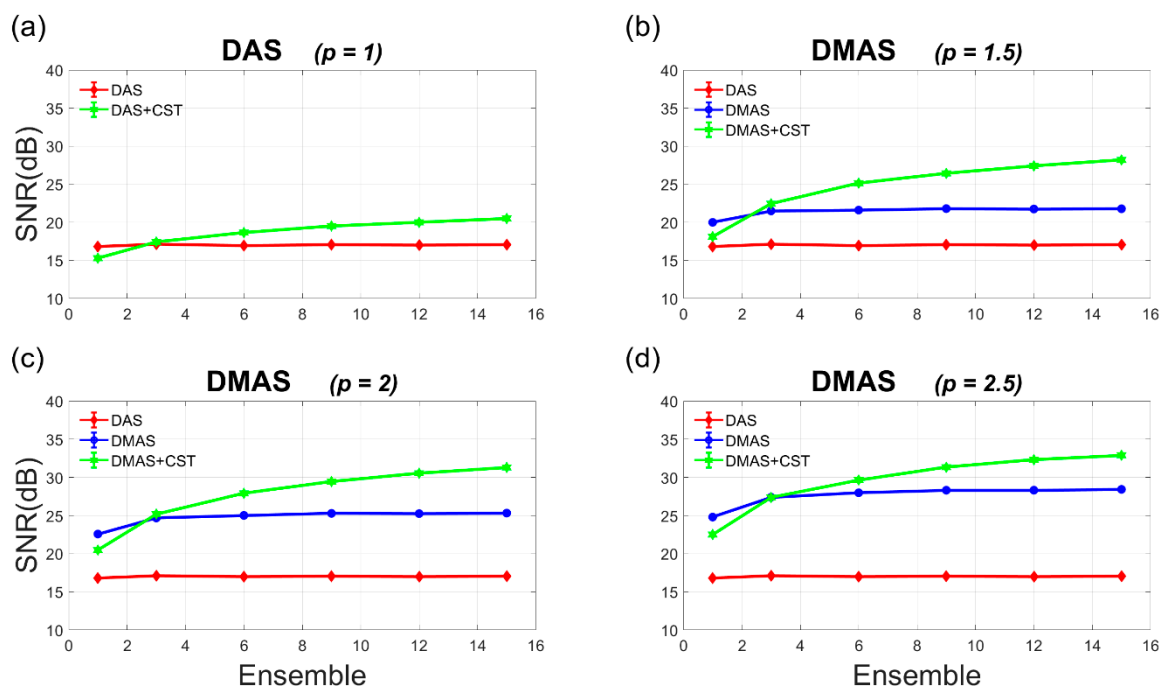 (a)
DAS (p = 1)
SNR(dB)
40
35
30
25
20
15
10
DAS
DAS+CST
0 2 4 6 8 10 12 14 16
(b)
DMAS (p = 1.5)
40
35
30
25
20
15
10
DAS
DMAS
DMAS+CST
0 2 4 6 8 10 12 14 16
(c)
DMAS (p = 2)
SNR(dB)
40
35
30
25
20
15
10
DAS
DMAS
DMAS+CST
0 2 4 6 8 10 12 14 16
Ensemble
(d)
DMAS (p = 2.5)
40
35
30
25
20
15
10
DAS
DMAS
DMAS+CST
0 2 4 6 8 10 12 14 16
Ensemble